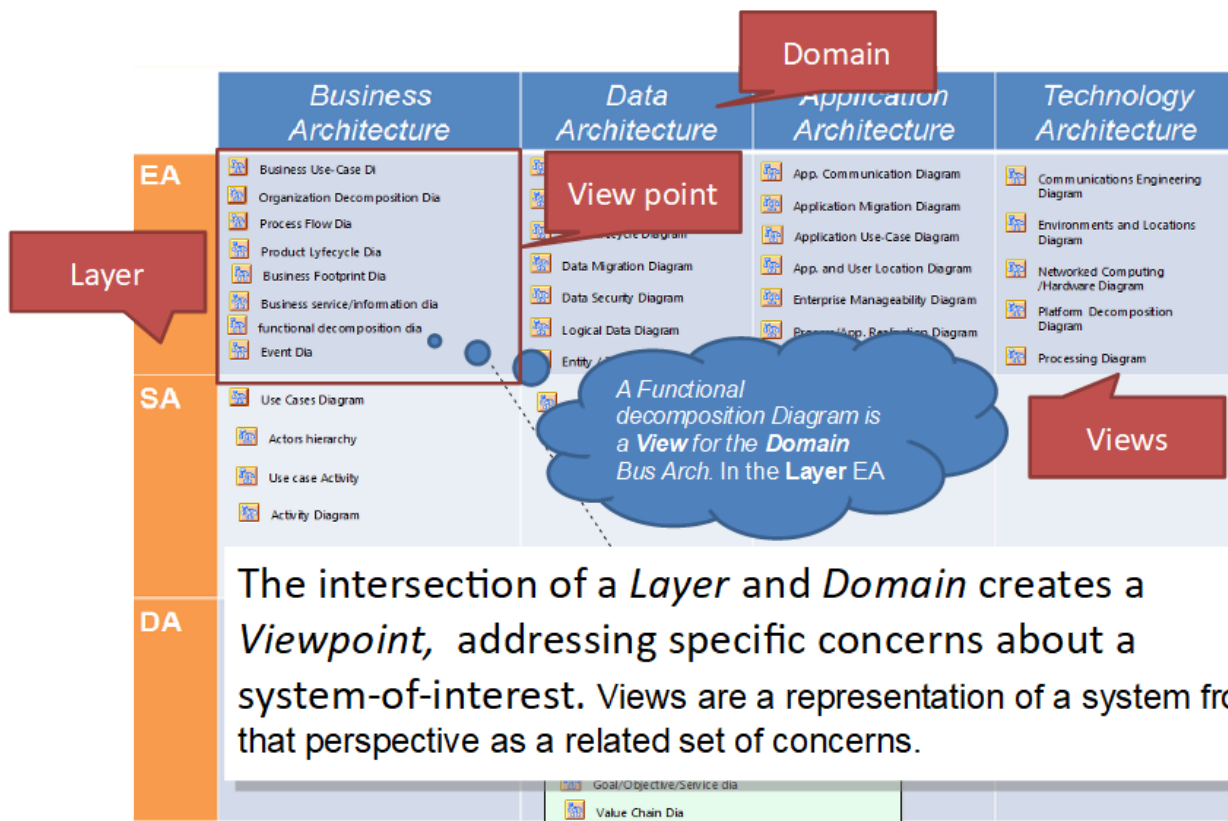 Domain
Business
Architecture
Data
Architecture
Application
Architecture
Technology
Architecture
EA
Business Use-Case Di
Organization Decomposition Dia
Process Flow Dia
Product Lyfecycle Dia
Business Footprint Dia
Business service/information dia
functional decomposition dia
Event Dia
View point
Layer
Diagram
Data Migration Diagram
Data Security Diagram
Logical Data Diagram
Entity /
App. Communication Diagram
Application Migration Diagram
Application Use-Case Diagram
App. and User Location Diagram
Enterprise Manageability Diagram
Process/App. Realization Diagram
Communications Engineering
Diagram
Environments and Locations
Diagram
Networked Computing
/Hardware Diagram
Platform Decomposition
Diagram
Processing Diagram
Views
SA
Use Cases Diagram
Actors hierarchy
Use case Activity
Activity Diagram
A Functional
decomposition Diagram is
a View for the Domain
Bus Arch. In the Layer EA
DA
The intersection of a Layer and Domain creates a
Viewpoint, addressing specific concerns about a
system-of-interest. Views are a representation of a system fro
that perspective as a related set of concerns.
Goal/Objective/Service dia
Value Chain Dia